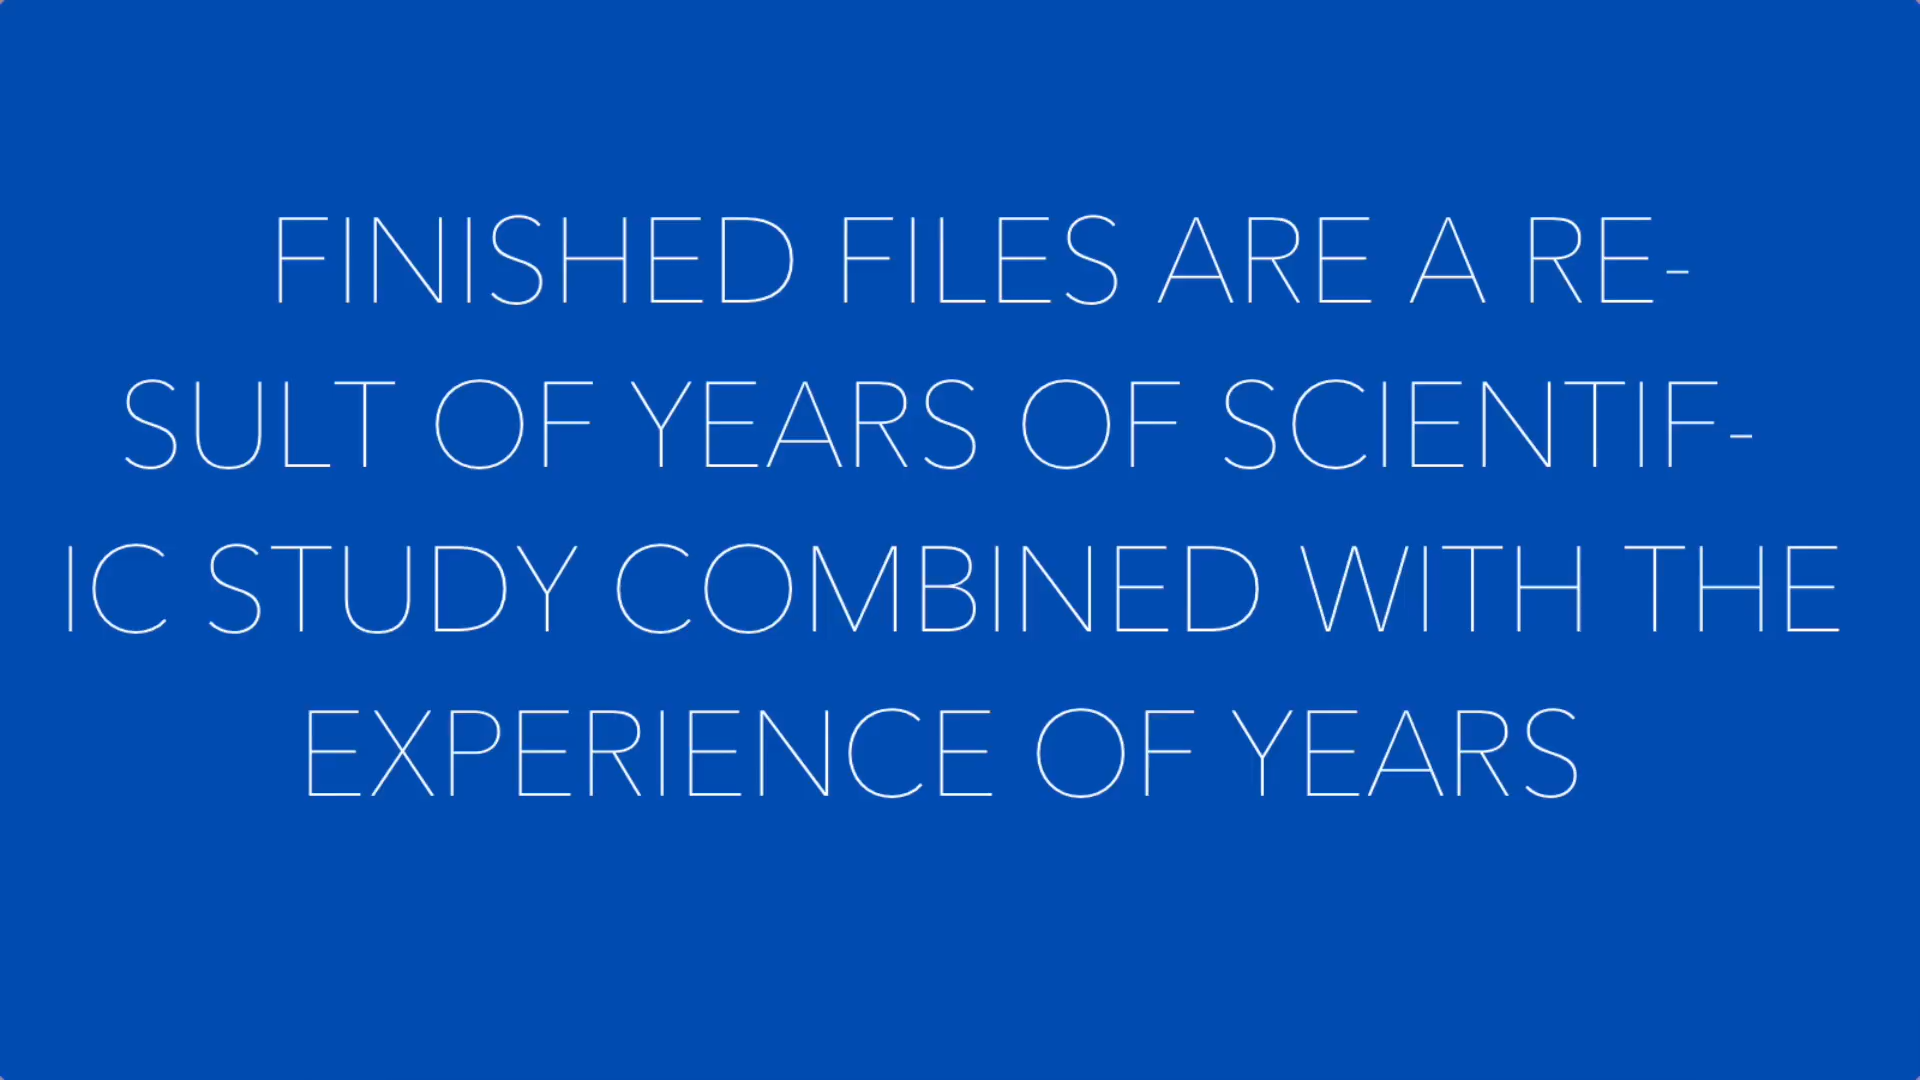 FINISHED FILES ARE A RE-
SULT OF YEARS OF SCIENTIF-
IC STUDY COMBINED WITH THE
EXPERIENCE OF YEARS